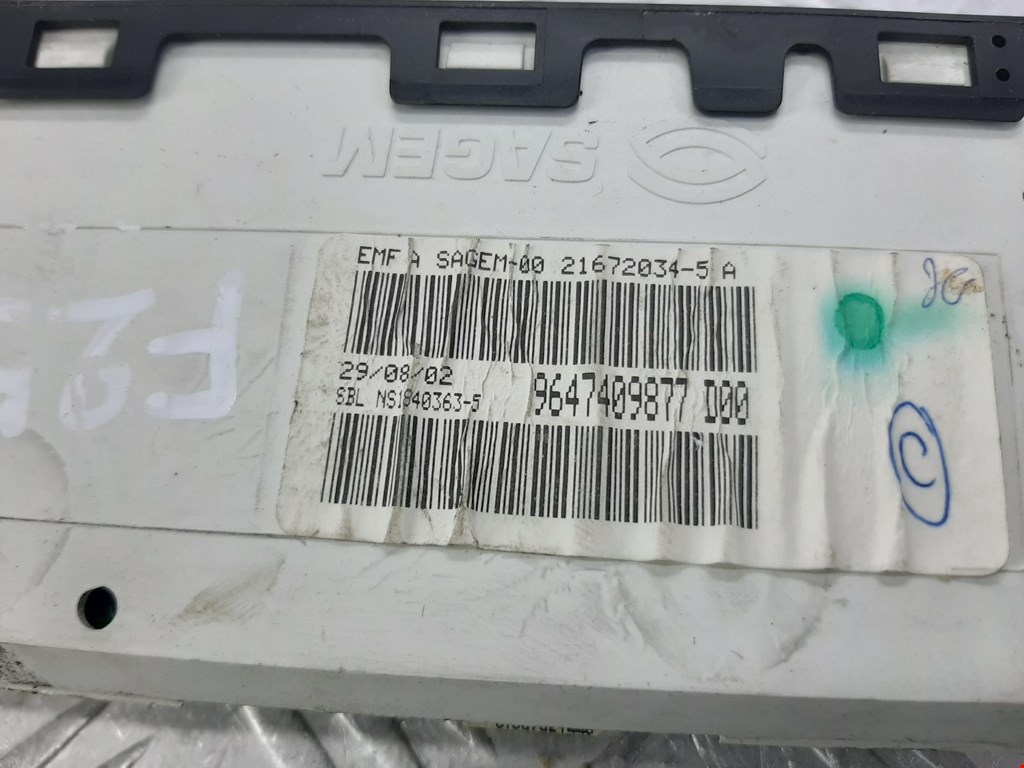 SAGEM
EMF A SAGEM-00 21672034-5 A
29/08/02
9647409877 D00
SBL NS1840363-5
C